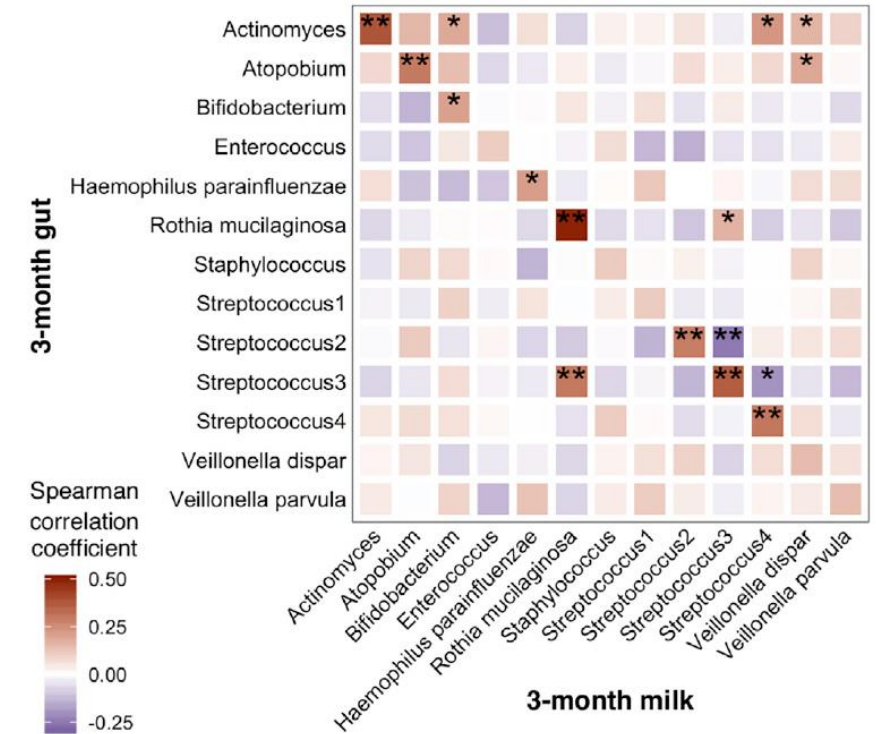 3-month gut
Actinomyces ** * * *
Atopobium ** *
Bifidobacterium *
Enterococcus
Haemophilus parainfluenzae *
Rothia mucilaginosa ** *
Staphylococcus
Streptococcus1
Streptococcus2 ** **
Streptococcus3 ** ** *
Streptococcus4 **
Veillonella dispar
Veillonella parvula
Spearman
correlation
coefficient
0.50
0.25
0.00
-0.25
Actinomyces
Atopobium
Bifidobacterium
Enterococcus
Haemophilus parainfluenzae
Rothia mucilaginosa
Staphylococcus
Streptococcus1
Streptococcus2
Streptococcus3
Streptococcus4
Veillonella dispar
Veillonella parvula
3-month milk